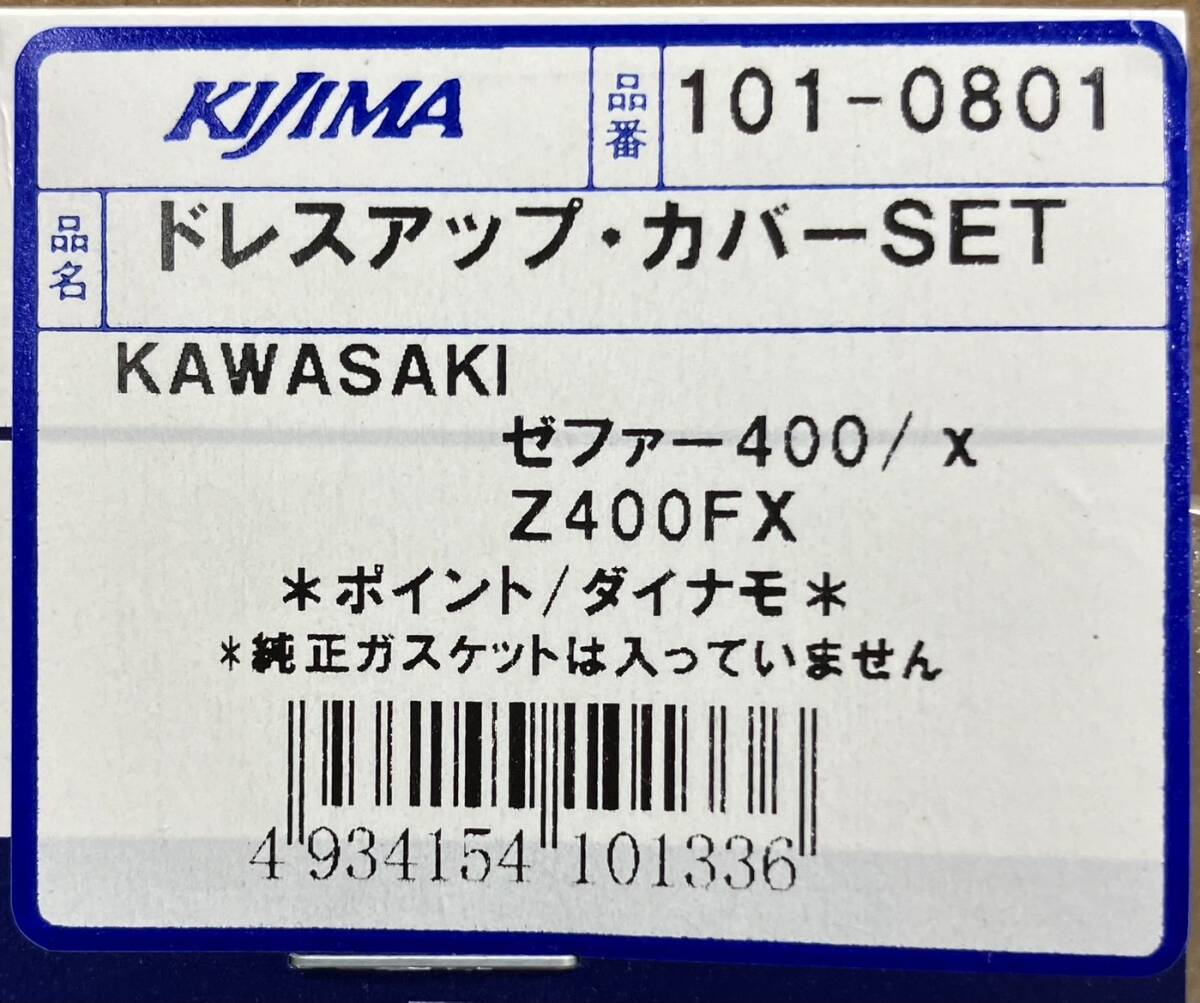 KIJIMA 品番 101-0801
品名 ドレスアップ・カバーSET
KAWASAKI
ゼファー400/ x
Z400FX
*ポイント/ダイナモ*
*純正ガスケットは入っていません
4 934154 101336